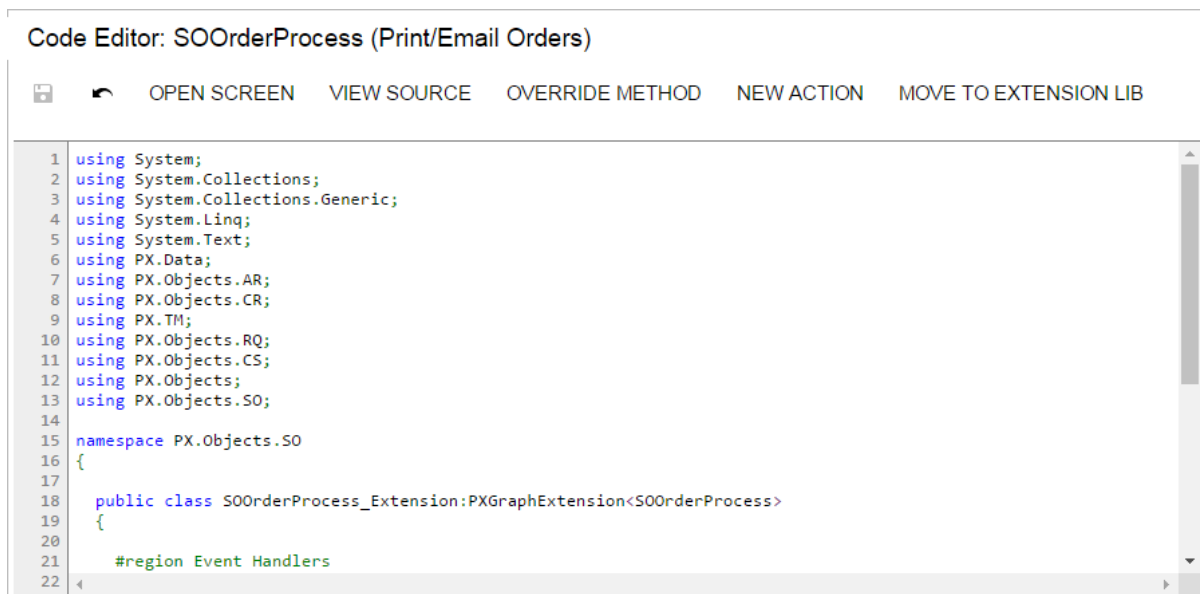 Code Editor: SOOrderProcess (Print/Email Orders)
OPEN SCREEN VIEW SOURCE OVERRIDE METHOD NEW ACTION MOVE TO EXTENSION LIB
1 using System;
2 using System.Collections;
3 using System.Collections.Generic;
4 using System.Linq;
5 using System.Text;
6 using PX.Data;
7 using PX.Objects.AR;
8 using PX.Objects.CR;
9 using PX.TM;
10 using PX.Objects.RQ;
11 using PX.Objects.CS;
12 using PX.Objects;
13 using PX.Objects.SO;
14
15 namespace PX.Objects.SO
16 {
17
18 public class SOOrderProcess_Extension:PXGraphExtension<SOOrderProcess>
19 {
20
21 #region Event Handlers
22